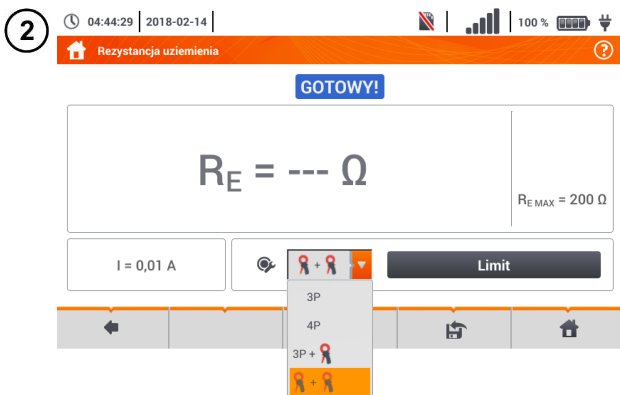 2
04:44:29 2018-02-14 100 %
Rezystancja uziemienia ?
GOTOWY!
RE = --- Ω
RE MAX = 200 Ω
I = 0,01 A + Limit
3P
4P
3P +
+